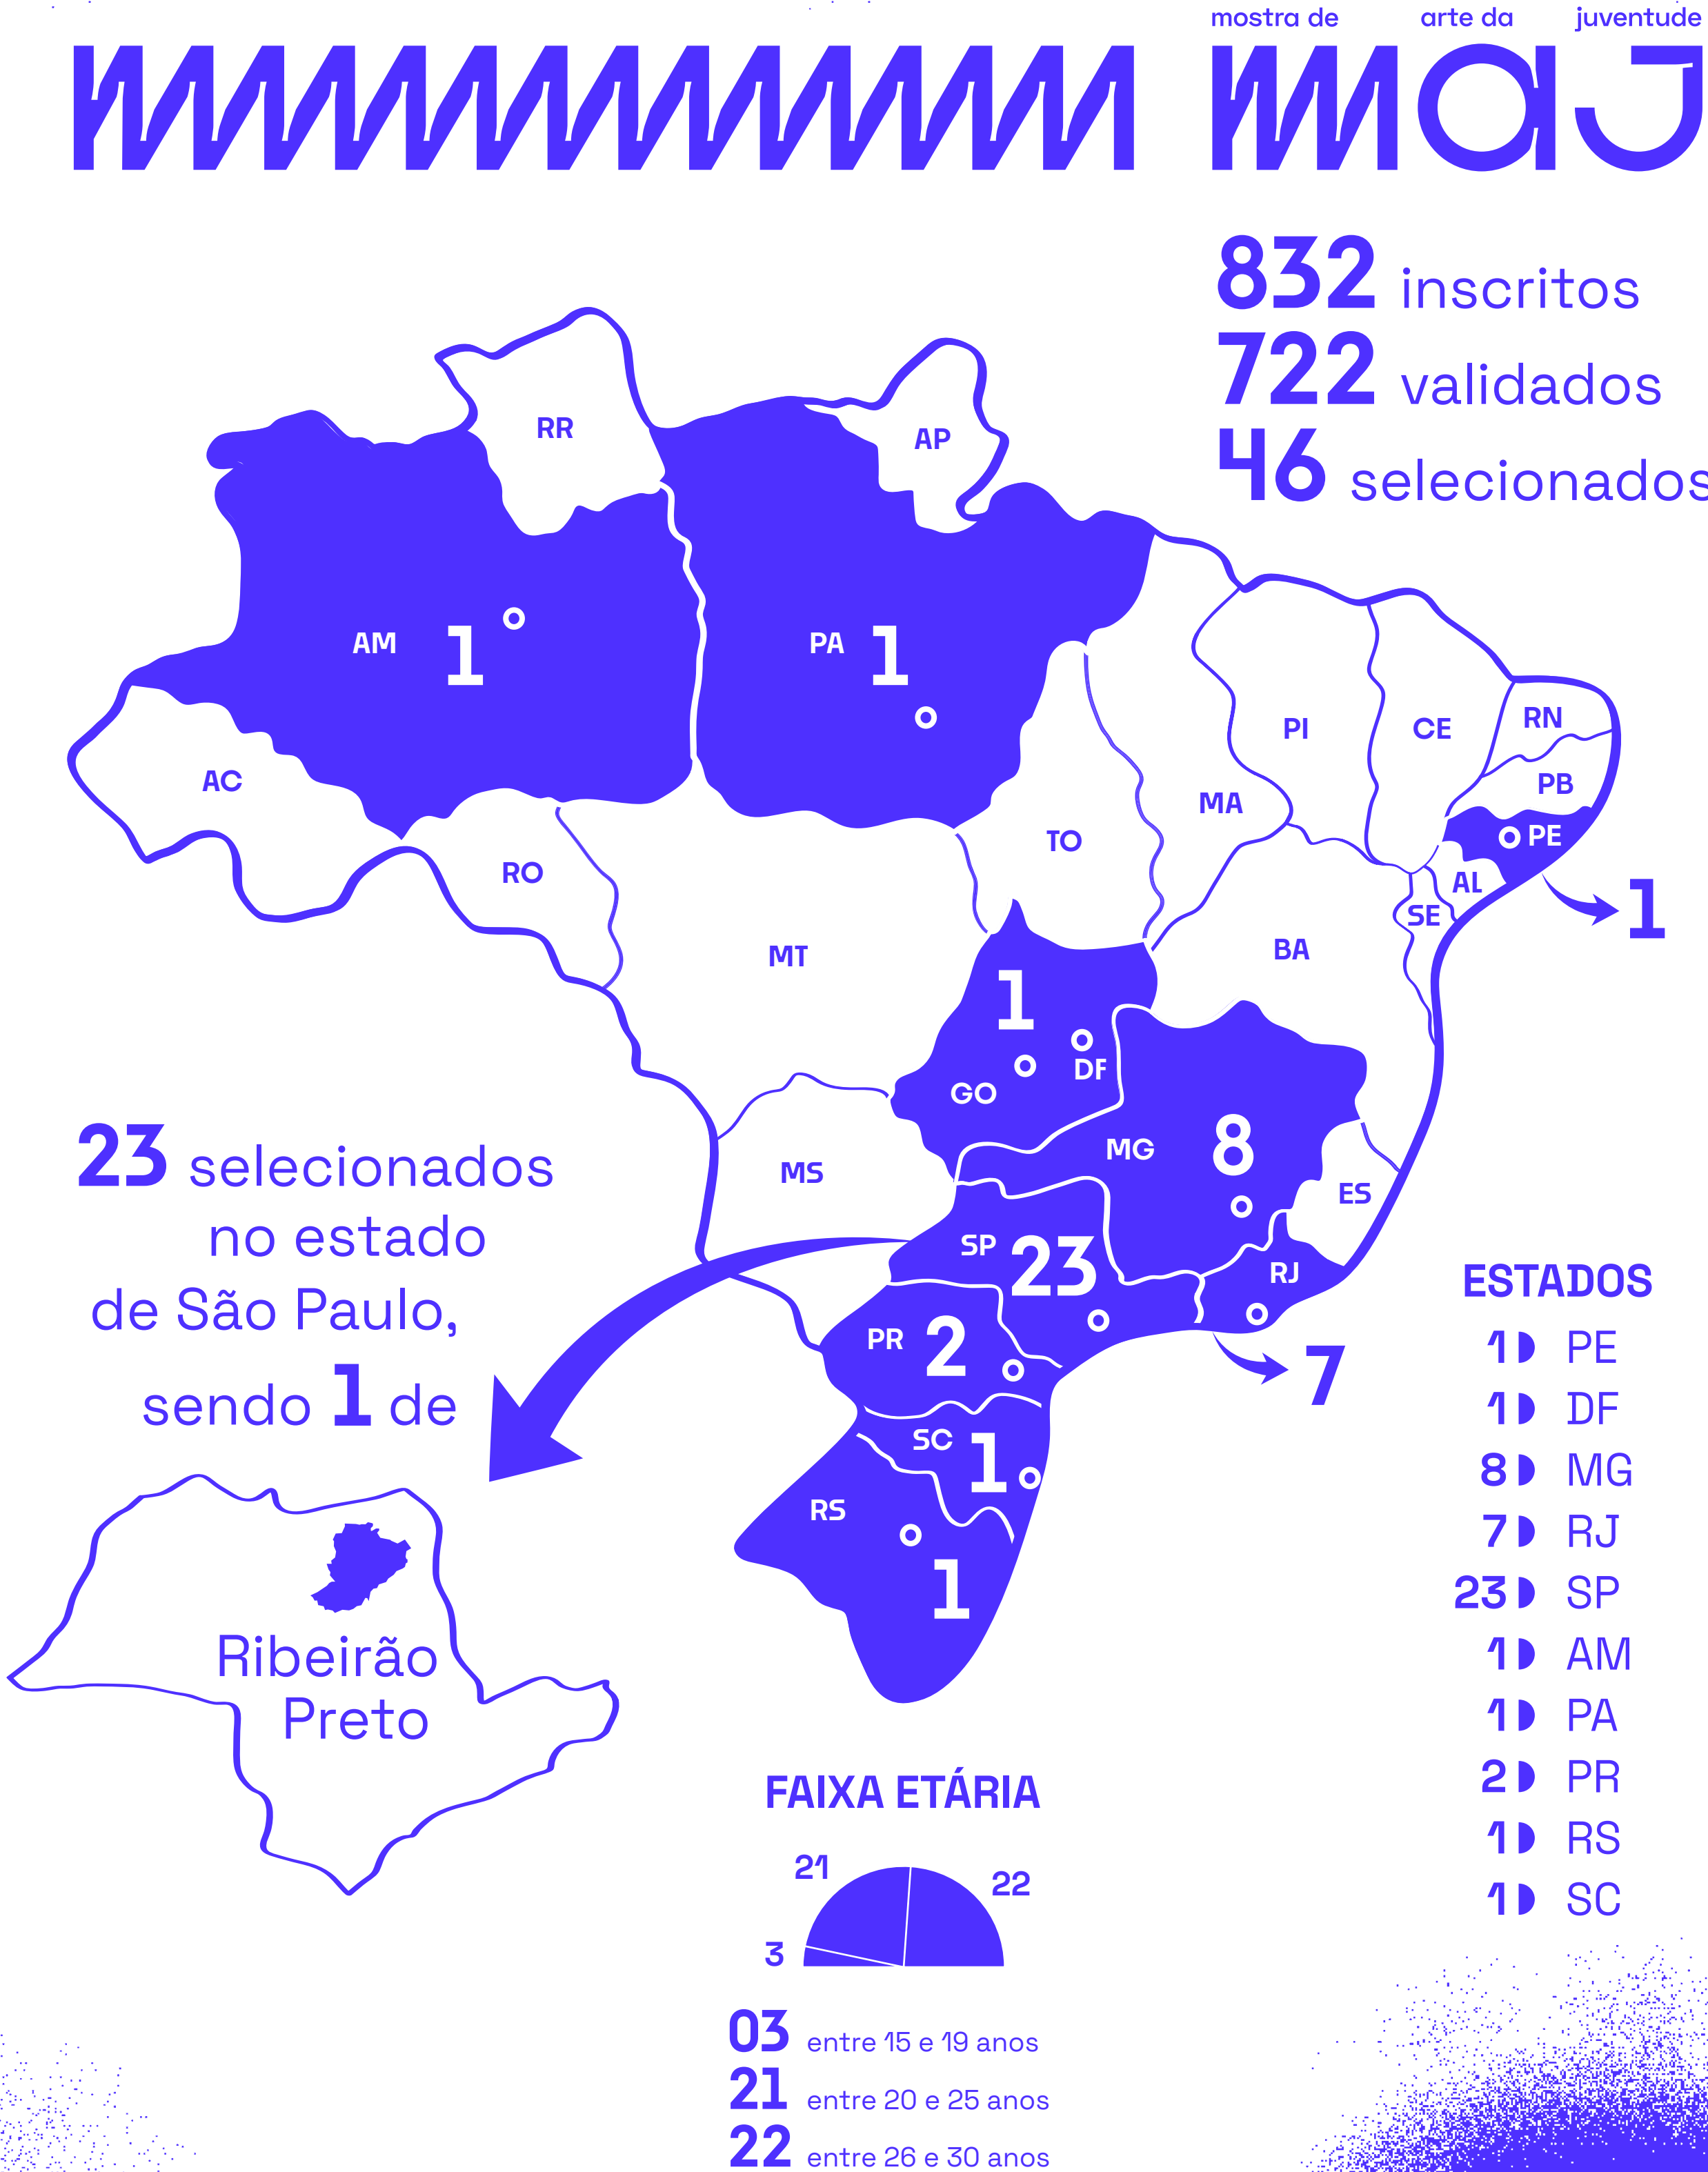 mostra de arte da juventude
maj
832 inscritos
722 validados
46 selecionados
RR
AP
AM 1
PA 1
AC
RO
TO
MA
PI
CE
RN
PB
PE
1
AL
SE
BA
MT
1
GO
DF
MG 8
ES
MS
SP 23
RJ
7
PR 2
SC 1
RS
1
23 selecionados
no estado
de São Paulo,
sendo 1 de
Ribeirão
Preto
ESTADOS
1 PE
1 DF
8 MG
7 RJ
23 SP
1 AM
1 PA
2 PR
1 RS
1 SC
FAIXA ETÁRIA
21
22
3
03 entre 15 e 19 anos
21 entre 20 e 25 anos
22 entre 26 e 30 anos